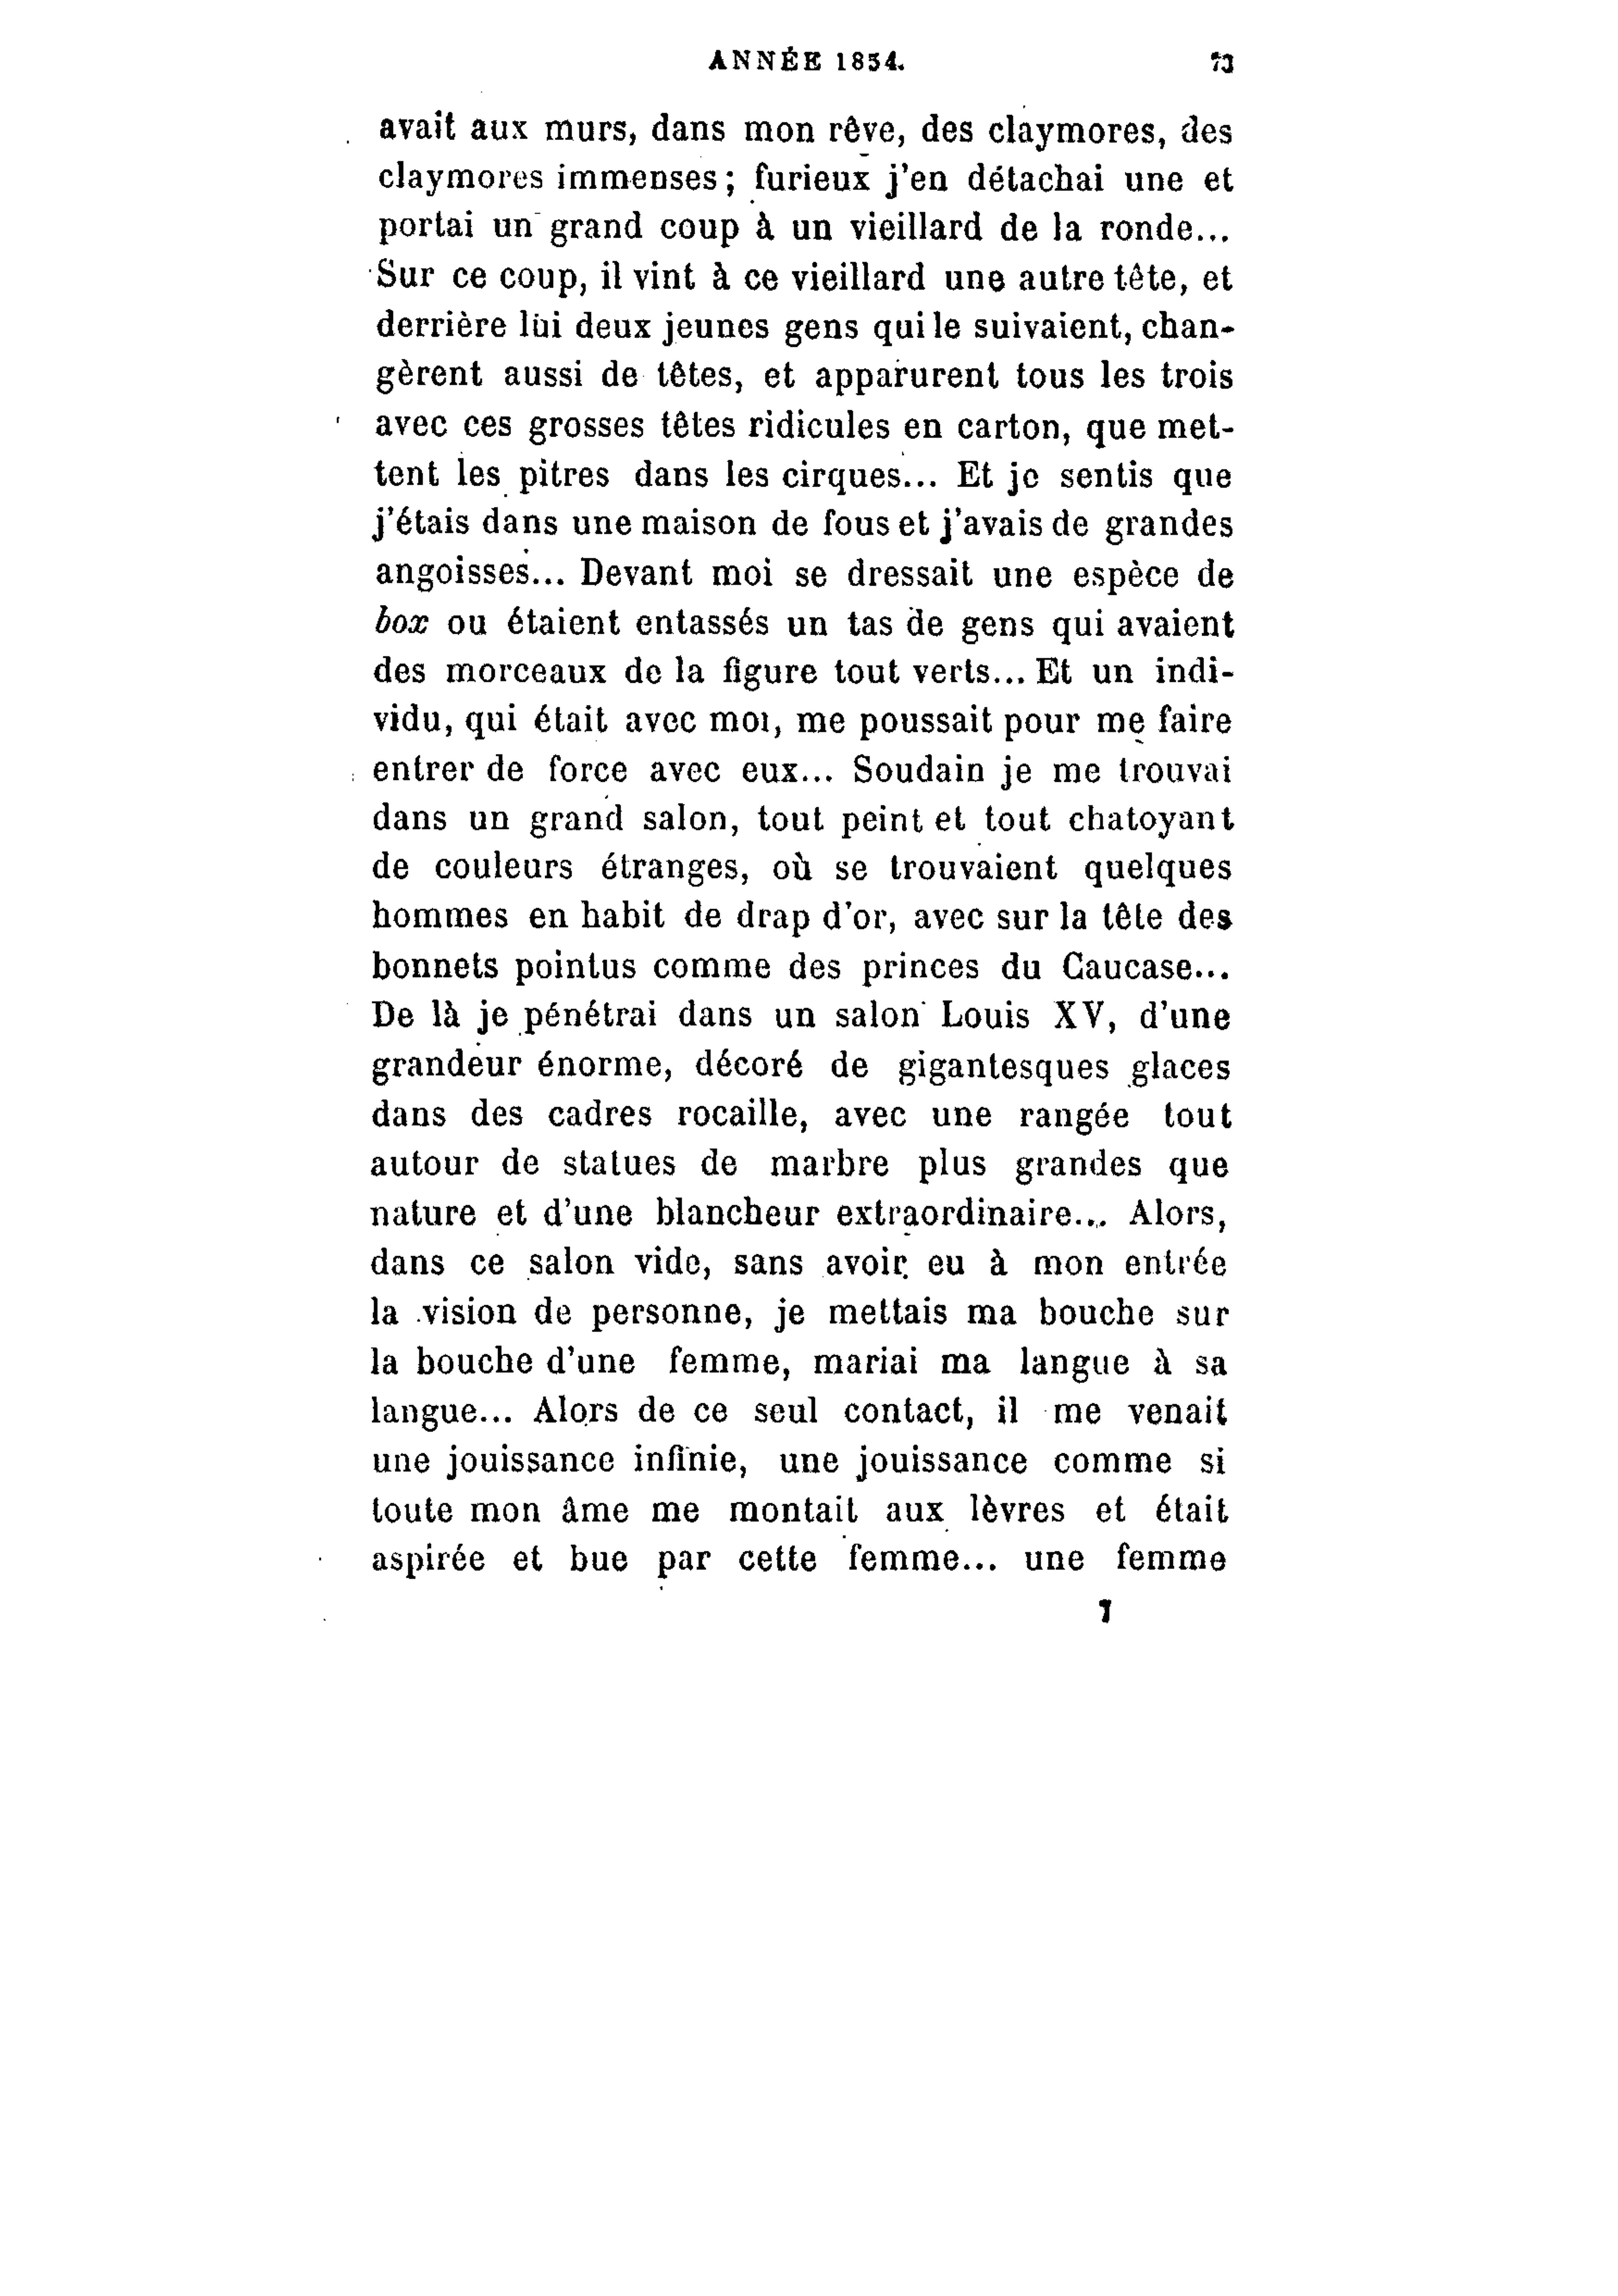 ANNÉE 1854. 73
avait aux murs, dans mon rêve, des claymores, des
claymores immenses ; furieux j'en détachai une et
portai un grand coup à un vieillard de la ronde...
Sur ce coup, il vint à ce vieillard une autre tête, et
derrière lui deux jeunes gens qui le suivaient, chan-
gèrent aussi de têtes, et apparurent tous les trois
avec ces grosses têtes ridicules en carton, que met-
tent les pitres dans les cirques... Et je sentis que
j'étais dans une maison de fous et j'avais de grandes
angoisses... Devant moi se dressait une espèce de
box ou étaient entassés un tas de gens qui avaient
des morceaux de la figure tout verts... Et un indi-
vidu, qui était avec moi, me poussait pour me faire
entrer de force avec eux... Soudain je me trouvai
dans un grand salon, tout peint et tout chatoyant
de couleurs étranges, où se trouvaient quelques
hommes en habit de drap d'or, avec sur la tête des
bonnets pointus comme des princes du Caucase...
De là je pénétrai dans un salon Louis XV, d'une
grandeur énorme, décoré de gigantesques glaces
dans des cadres rocaille, avec une rangée tout
autour de statues de marbre plus grandes que
nature et d'une blancheur extraordinaire... Alors,
dans ce salon vide, sans avoir eu à mon entrée
la vision de personne, je mettais ma bouche sur
la bouche d'une femme, mariai ma langue à sa
langue... Alors de ce seul contact, il me venait
une jouissance infinie, une jouissance comme si
toute mon âme me montait aux lèvres et était
aspirée et bue par cette femme... une femme
7